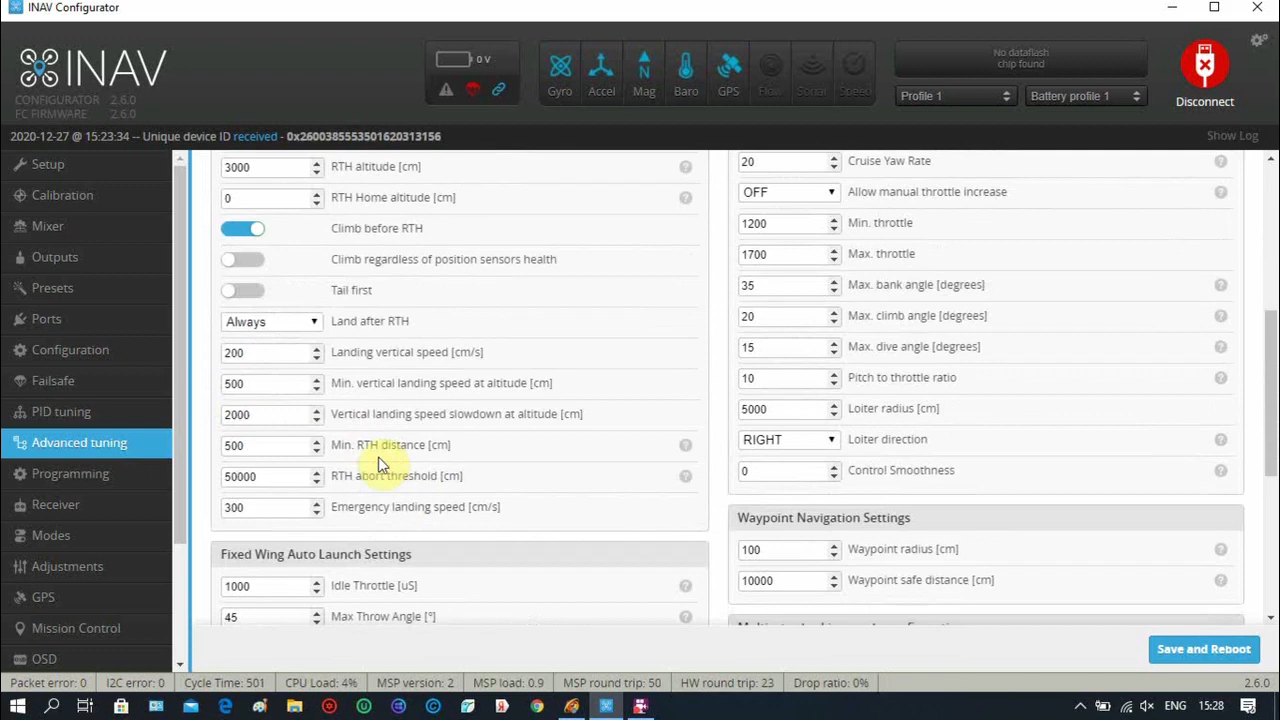 INAV Configurator
INAV
CONFIGURATOR 2.6.0
FC FIRMWARE 2.6.0
0 V
Gyro Accel Mag Baro GPS Flow Sonar Speed
No dataflash
chip found
Profile 1 Battery profile 1
Disconnect
2020-12-27 @ 15:23:34 -- Unique device ID received - 0x2600385553501620313156 Show Log
Setup
Calibration
Mixer
Outputs
Presets
Ports
Configuration
Failsafe
PID tuning
Advanced tuning
Programming
Receiver
Modes
Adjustments
GPS
Mission Control
OSD
3000 RTH altitude [cm]
0 RTH Home altitude [cm]
Climb before RTH
Climb regardless of position sensors health
Tail first
Always Land after RTH
200 Landing vertical speed [cm/s]
500 Min. vertical landing speed at altitude [cm]
2000 Vertical landing speed slowdown at altitude [cm]
500 Min. RTH distance [cm]
50000 RTH abort threshold [cm]
300 Emergency landing speed [cm/s]
Fixed Wing Auto Launch Settings
1000 Idle Throttle [uS]
45 Max Throw Angle [°]
20 Cruise Yaw Rate
OFF Allow manual throttle increase
1200 Min. throttle
1700 Max. throttle
35 Max. bank angle [degrees]
20 Max. climb angle [degrees]
15 Max. dive angle [degrees]
10 Pitch to throttle ratio
5000 Loiter radius [cm]
RIGHT Loiter direction
0 Control Smoothness
Waypoint Navigation Settings
100 Waypoint radius [cm]
10000 Waypoint safe distance [cm]
Save and Reboot
Packet error: 0 I2C error: 0 Cycle Time: 501 CPU Load: 4% MSP version: 2 MSP load: 0.9 MSP round trip: 50 HW round trip: 23 Drop ratio: 0% 2.6.0
ENG 15:28